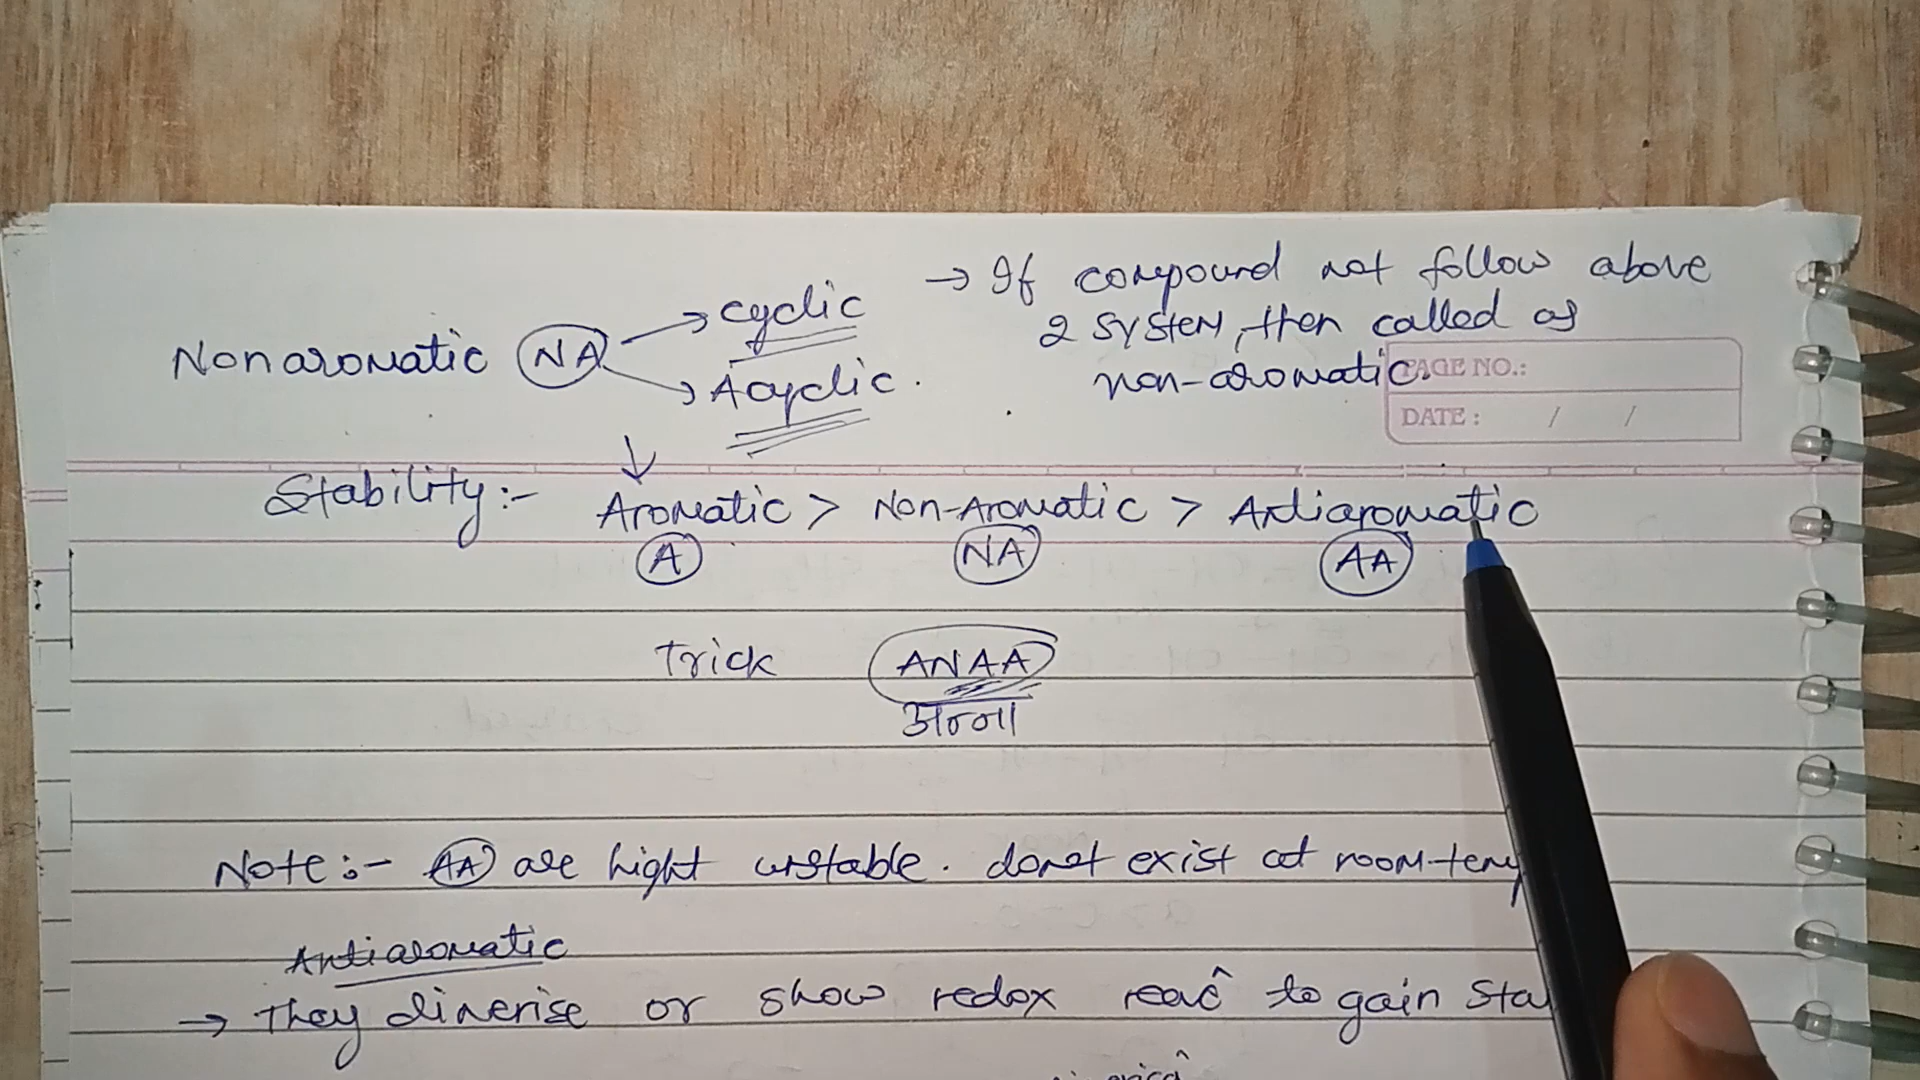 Nonaromatic NA → cyclic
→ Acyclic.
→ If compound not follow above
2 system, then called as
non-aromatic.
PAGE NO.:
DATE : / /
Stability:- Aromatic > Non-Aromatic > Antiaromatic
A NA AA
Trick ANAA
अन्ना
Note:- AA are hight unstable. donot exist at room-temp
Antiaromatic
→ They dimerise or show redox reac^ to gain sta